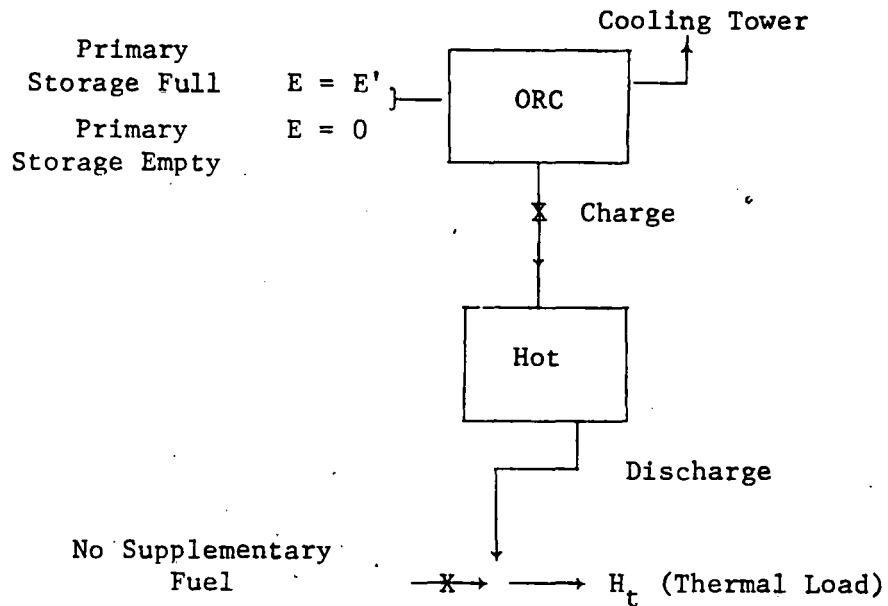 Cooling Tower
Primary
Storage Full E = E'
ORC
Primary E = 0
Storage Empty
Charge
Hot
Discharge
No Supplementary
Fuel
X
H_t (Thermal Load)